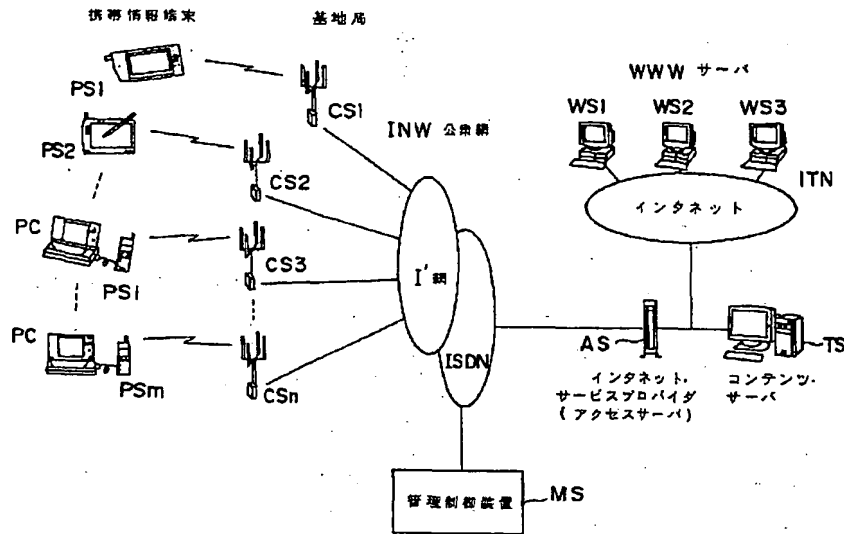 携帯情報端末
基地局
PS1
CS1
WWW サーバ
WS1
WS2
WS3
INW 公衆網
PS2
CS2
ITN
インタネット
PC
PSi
CS3
I'網
ISDN
PC
PSm
CSn
AS
TS
インタネット・
サービスプロバイダ
(アクセスサーバ)
コンテンツ・
サーバ
管理制御装置
MS